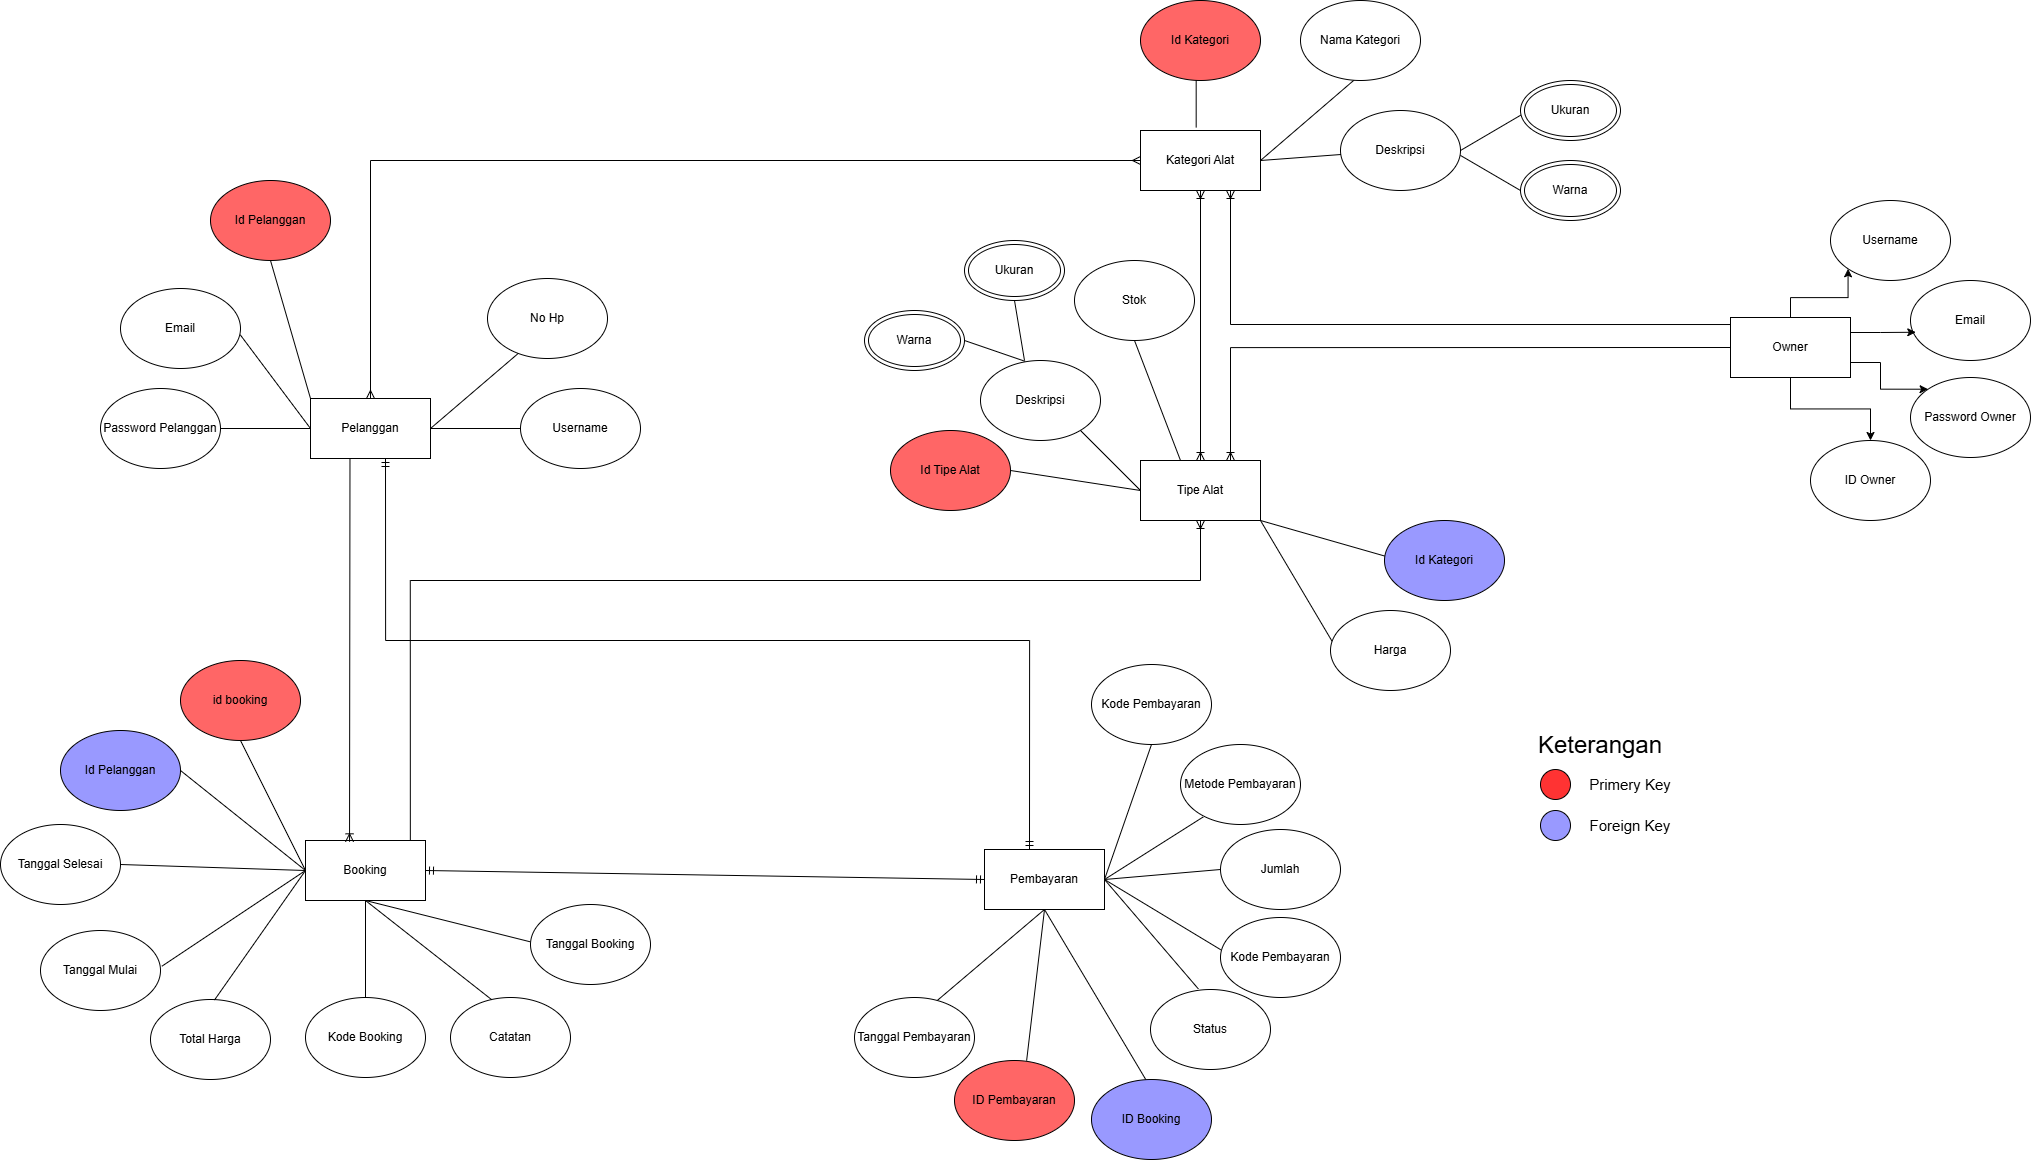 Id Kategori
Nama Kategori
Ukuran
Kategori Alat
Deskripsi
Warna
Id Pelanggan
Username
Ukuran
Stok
Email
No Hp
Email
Warna
Owner
Deskripsi
Password Pelanggan
Pelanggan
Username
Password Owner
Id Tipe Alat
Tipe Alat
ID Owner
Id Kategori
Harga
id booking
Kode Pembayaran
Keterangan
Id Pelanggan
Metode Pembayaran
Primery Key
Foreign Key
Tanggal Selesai
Booking
Pembayaran
Jumlah
Tanggal Booking
Kode Pembayaran
Tanggal Mulai
Total Harga
Kode Booking
Catatan
Tanggal Pembayaran
Status
ID Pembayaran
ID Booking